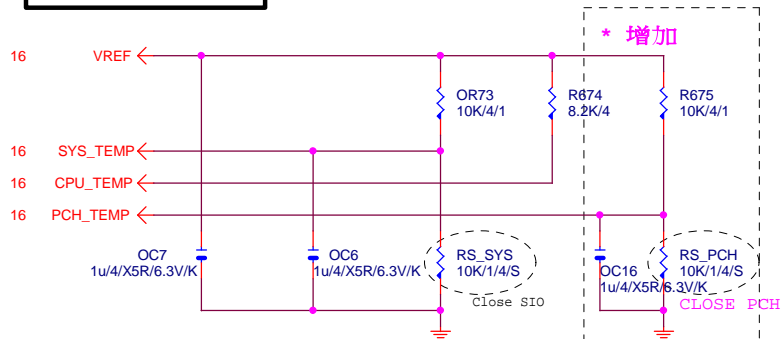 * 增加
16 VREF
OR73
10K/4/1
R674
8.2K/4
R675
10K/4/1
16 SYS_TEMP
16 CPU_TEMP
16 PCH_TEMP
OC7
1u/4/X5R/6.3V/K
OC6
1u/4/X5R/6.3V/K
RS_SYS
10K/1/4/S
Close SIO
OC16
1u/4/X5R/6.3V/K
RS_PCH
10K/1/4/S
CLOSE PCH